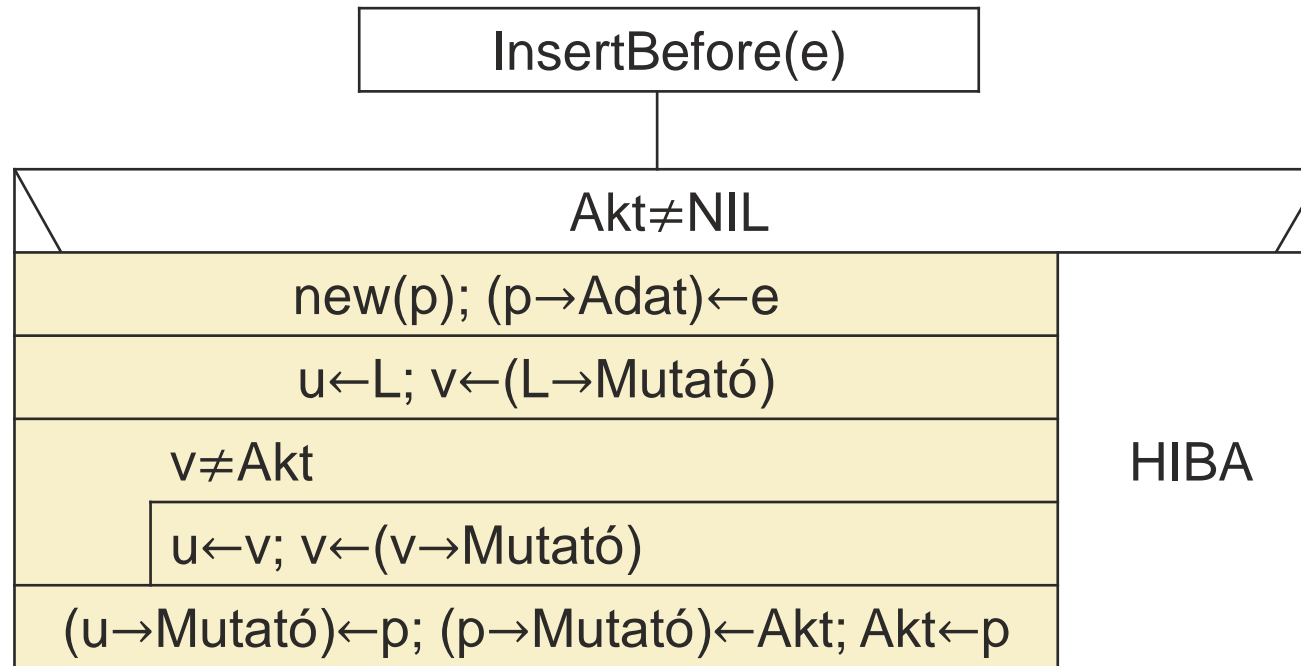 InsertBefore(e)
Akt≠NIL
new(p); (p→Adat)←e
u←L; v←(L→Mutató)
v≠Akt
HIBA
u←v; v←(v→Mutató)
(u→Mutató)←p; (p→Mutató)←Akt; Akt←p